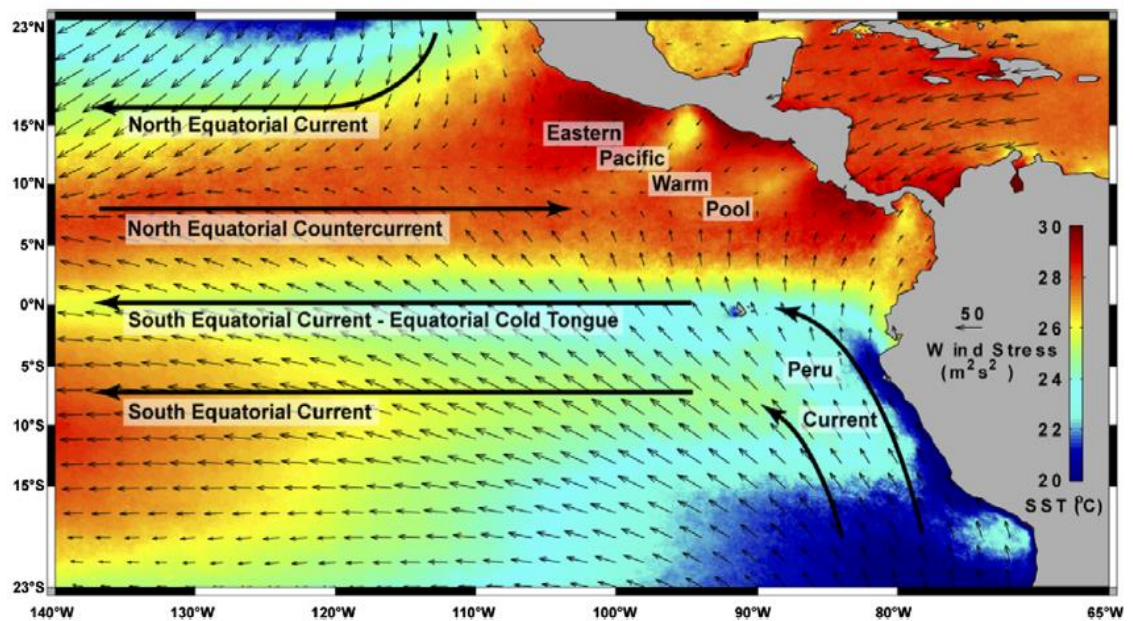 23°N
North Equatorial Current
15°N
Eastern
Pacific
Warm
Pool
10°N
North Equatorial Countercurrent
5°N
0°N
South Equatorial Current - Equatorial Cold Tongue
5°S
South Equatorial Current
10°S
15°S
23°S
Peru
Current
50
Wind Stress
(m²s²)
30
28
26
24
22
20
SST (°C)
140°W
130°W
120°W
110°W
100°W
90°W
80°W
65°W